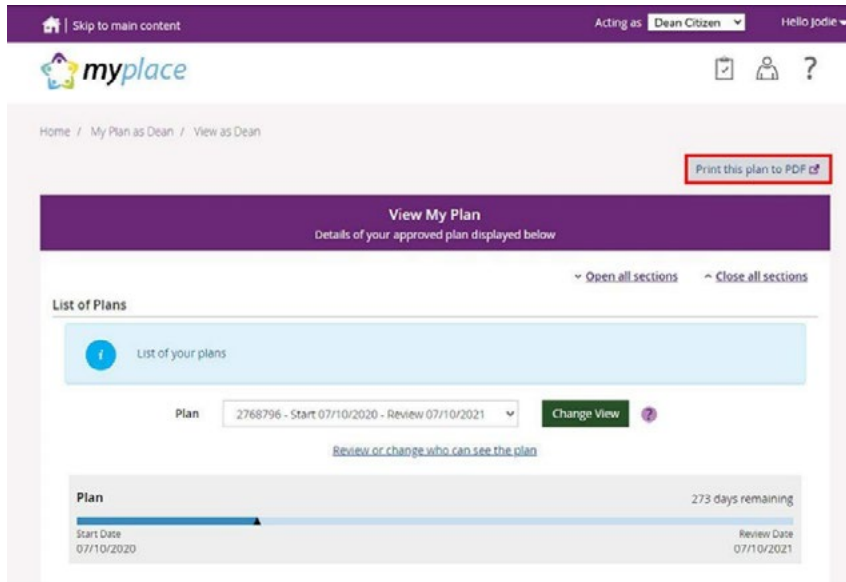 Skip to main content
Acting as Dean Citizen
Hello Jodie
myplace
?
Home / My Plan as Dean / View as Dean
Print this plan to PDF
View My Plan
Details of your approved plan displayed below
Open all sections
Close all sections
List of Plans
i
List of your plans
Plan 2768796 - Start 07/10/2020 - Review 07/10/2021 Change View ?
Review or change who can see the plan
Plan
273 days remaining
Start Date
07/10/2020
Review Date
07/10/2021